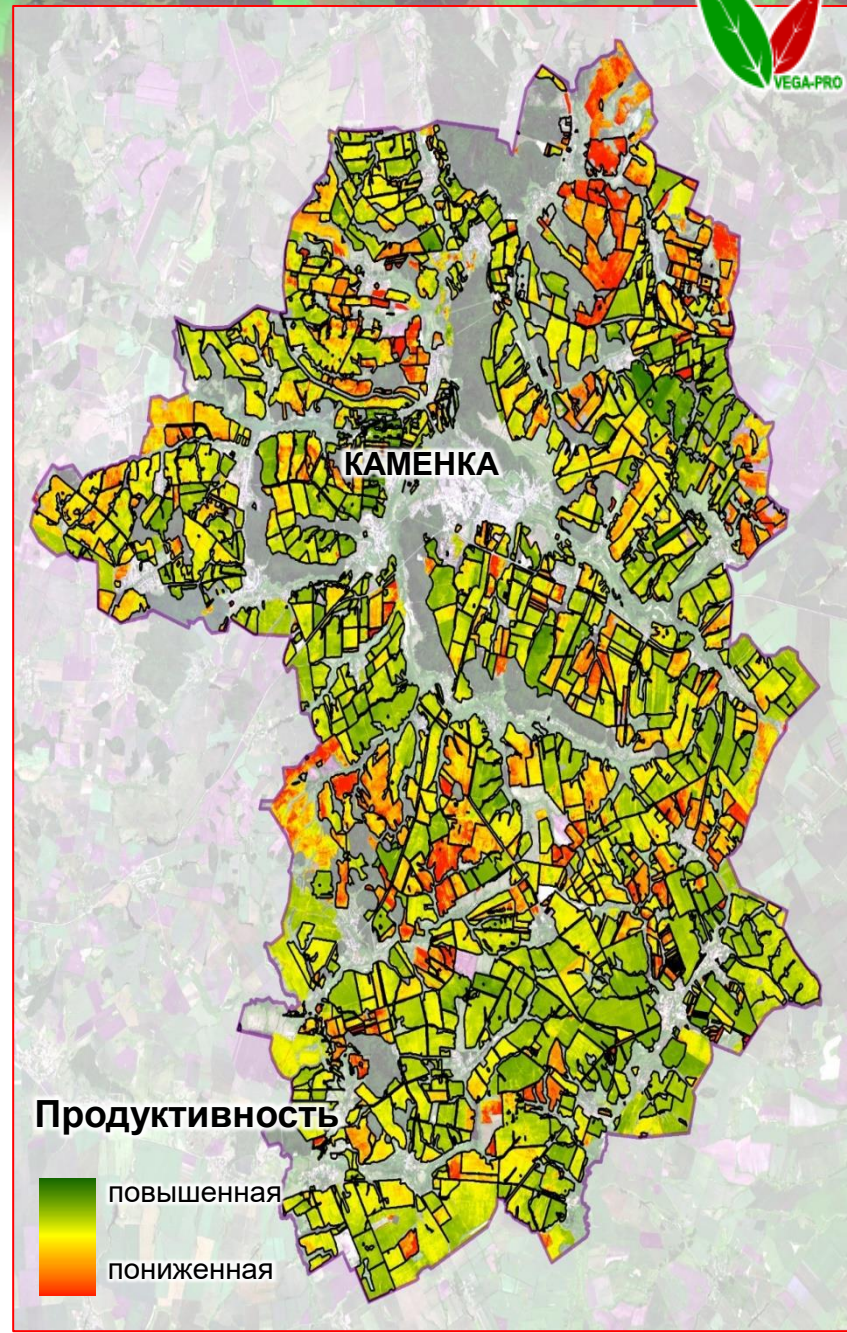 VEGA-PRO
КАМЕНКА
Продуктивность
повышенная
пониженная